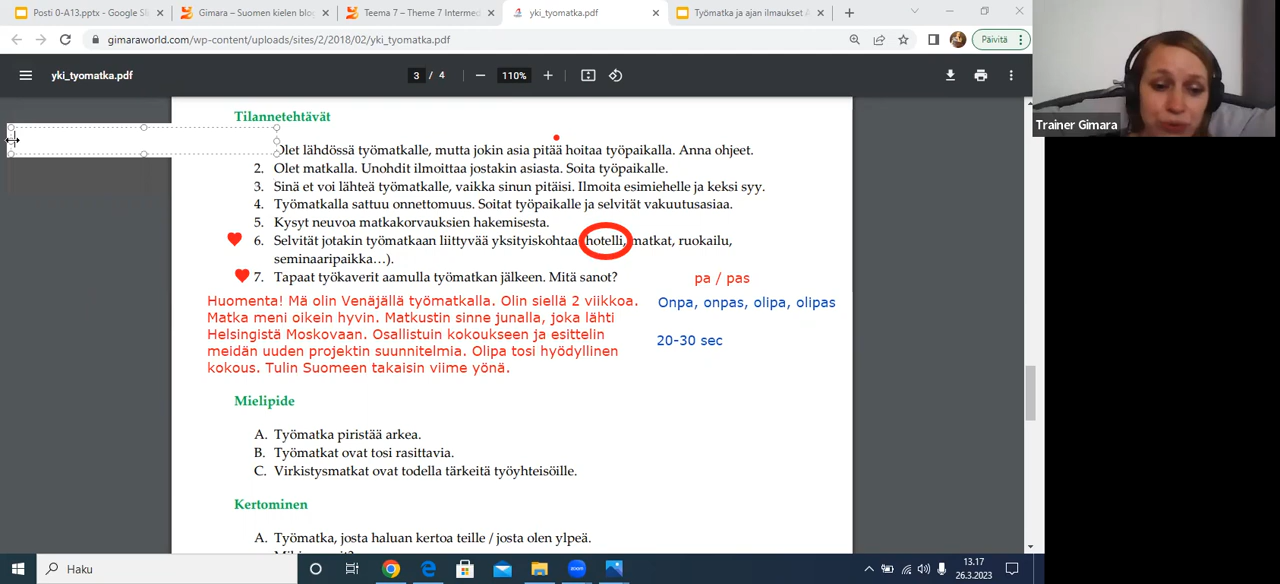 Posti 0-A13.pptx - Google Sli
Gimara – Suomen kielen blog
Teema 7 – Theme 7 Intermed
yki_tyomatka.pdf
Työmatka ja ajan ilmaukset A
gimaraworld.com/wp-content/uploads/sites/2/2018/02/yki_tyomatka.pdf
Päivitä
yki_tyomatka.pdf
3 / 4
110%
Trainer Gimara
Tilannetehtävät
Olet lähdössä työmatkalle, mutta jokin asia pitää hoitaa työpaikalla. Anna ohjeet.
2. Olet matkalla. Unohdit ilmoittaa jostakin asiasta. Soita työpaikalle.
3. Sinä et voi lähteä työmatkalle, vaikka sinun pitäisi. Ilmoita esimiehelle ja keksi syy.
4. Työmatkalla sattuu onnettomuus. Soitat työpaikalle ja selvität vakuutusasiaa.
5. Kysyt neuvoa matkakorvauksien hakemisesta.
6. Selvität jotakin työmatkaan liittyvää yksityiskohtaa (hotelli, matkat, ruokailu,
seminaaripaikka…).
7. Tapaat työkaverit aamulla työmatkan jälkeen. Mitä sanot?
pa / pas
Huomenta! Mä olin Venäjällä työmatkalla. Olin siellä 2 viikkoa.
Matka meni oikein hyvin. Matkustin sinne junalla, joka lähti
Helsingistä Moskovaan. Osallistuin kokoukseen ja esittelin
meidän uuden projektin suunnitelmia. Olipa tosi hyödyllinen
kokous. Tulin Suomeen takaisin viime yönä.
Onpa, onpas, olipa, olipas
20-30 sec
Mielipide
A. Työmatka piristää arkea.
B. Työmatkat ovat tosi rasittavia.
C. Virkistysmatkat ovat todella tärkeitä työyhteisöille.
Kertominen
A. Työmatka, josta haluan kertoa teille / josta olen ylpeä.
Haku
13.17
26.3.2023